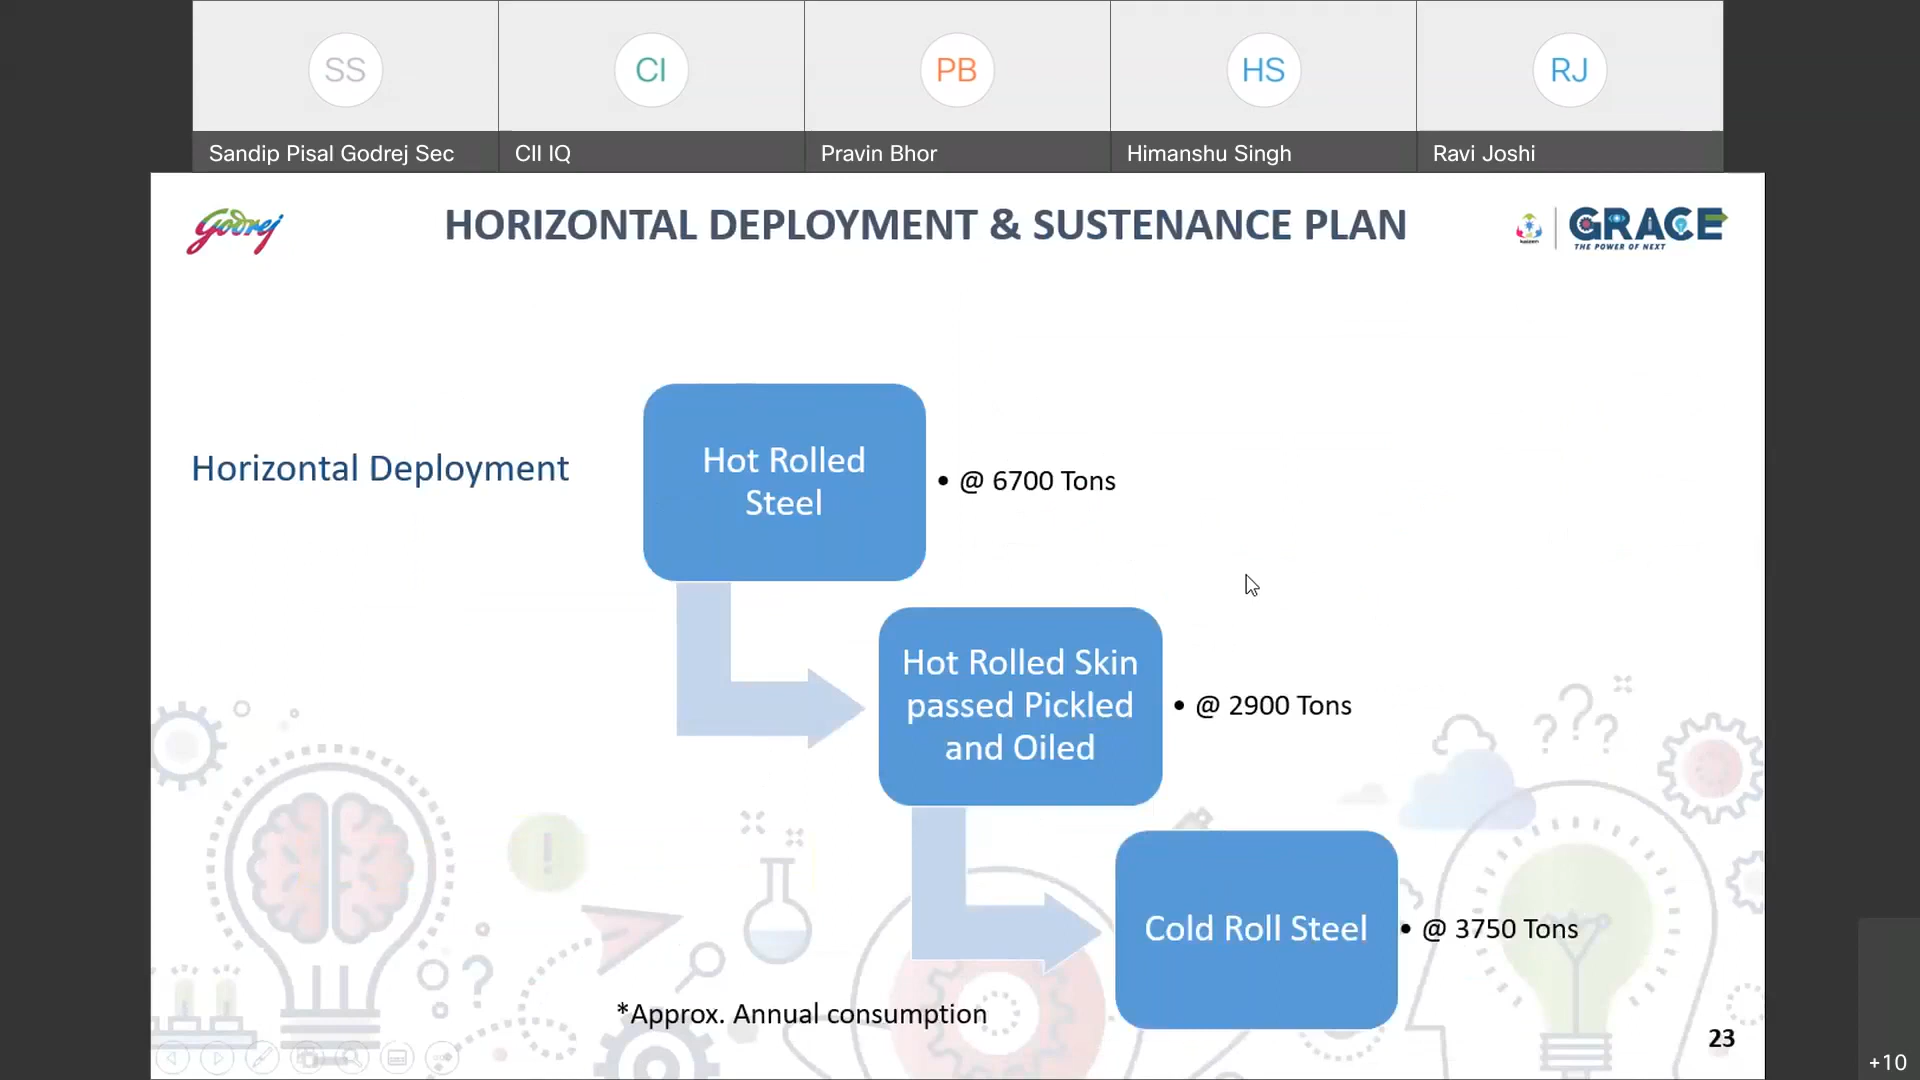 SS
CI
PB
HS
RJ
Sandip Pisal Godrej Sec
CII IQ
Pravin Bhor
Himanshu Singh
Ravi Joshi
Godrej
HORIZONTAL DEPLOYMENT & SUSTENANCE PLAN
kaizen
GRACE
THE POWER OF NEXT
Horizontal Deployment
Hot Rolled
Steel
• @ 6700 Tons
Hot Rolled Skin
passed Pickled
and Oiled
• @ 2900 Tons
Cold Roll Steel
• @ 3750 Tons
*Approx. Annual consumption
23
+10